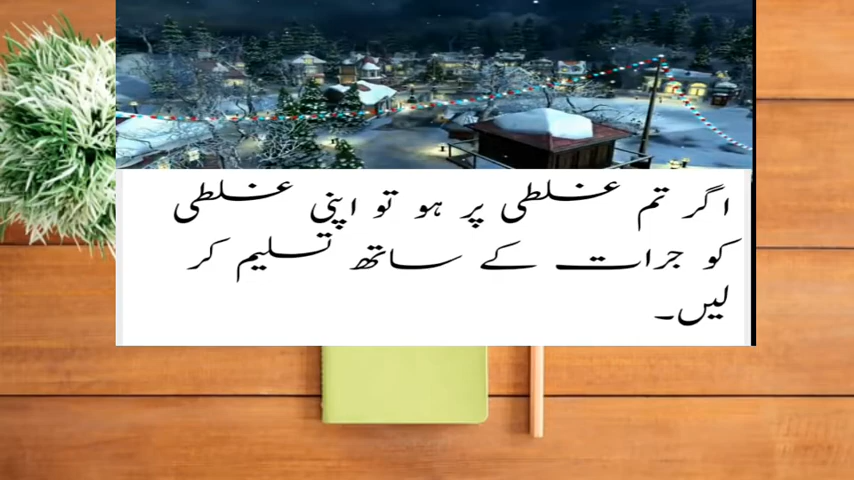 اگر تم غلطی پر ہو تو اپنی غلطی
کو جرات کے ساتھ تسلیم کر
لیں۔